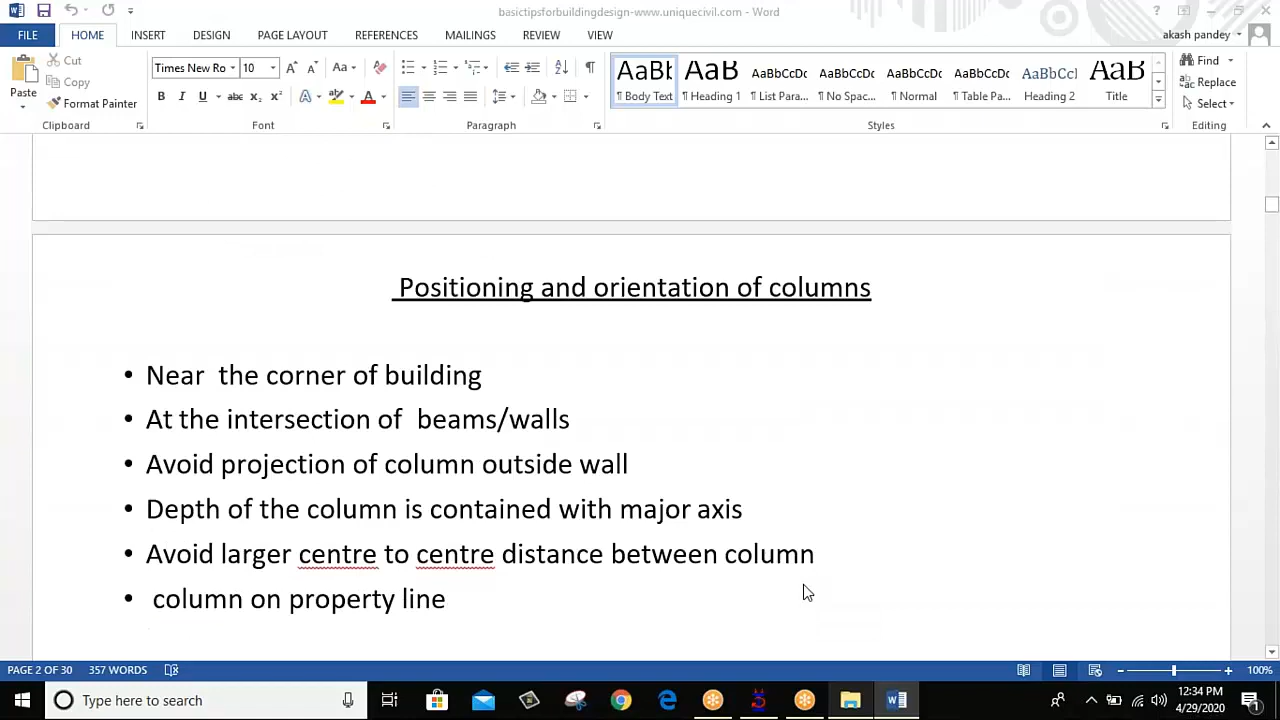 basictipsforbuildingdesign-www.uniquecivil.com - Word
FILE HOME INSERT DESIGN PAGE LAYOUT REFERENCES MAILINGS REVIEW VIEW akash pandey
Paste Cut Copy Format Painter
Clipboard
Times New Ro 10 Aa
B I U abc x₂ x² A A
Font
Paragraph
AaBb AaB AaBbCcDc AaBbCcDc AaBbCcDc AaBbCcDc AaBbCcI AaB
¶ Body Text ¶ Heading 1 ¶ List Para... ¶ No Spac... ¶ Normal ¶ Table Pa... Heading 2 Title
Styles
Find
Replace
Select
Editing
Positioning and orientation of columns
• Near the corner of building
• At the intersection of beams/walls
• Avoid projection of column outside wall
• Depth of the column is contained with major axis
• Avoid larger centre to centre distance between column
• column on property line
PAGE 2 OF 30 357 WORDS 100%
Type here to search
12:34 PM
4/29/2020
1